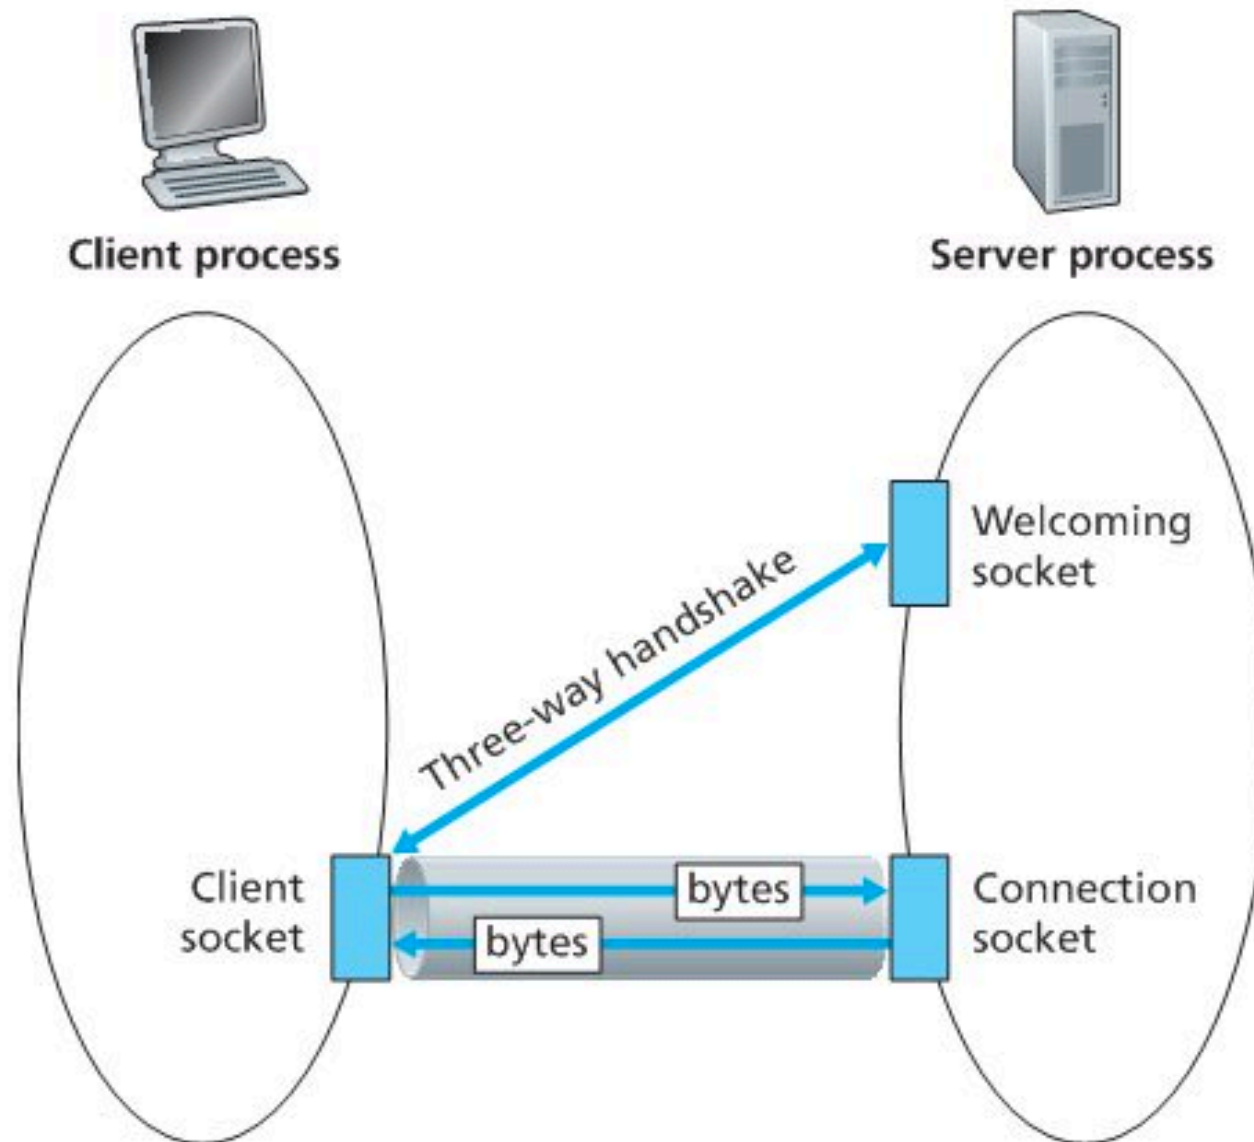 Client process
Server process
Welcoming
socket
Three-way handshake
Client
socket
bytes
bytes
Connection
socket